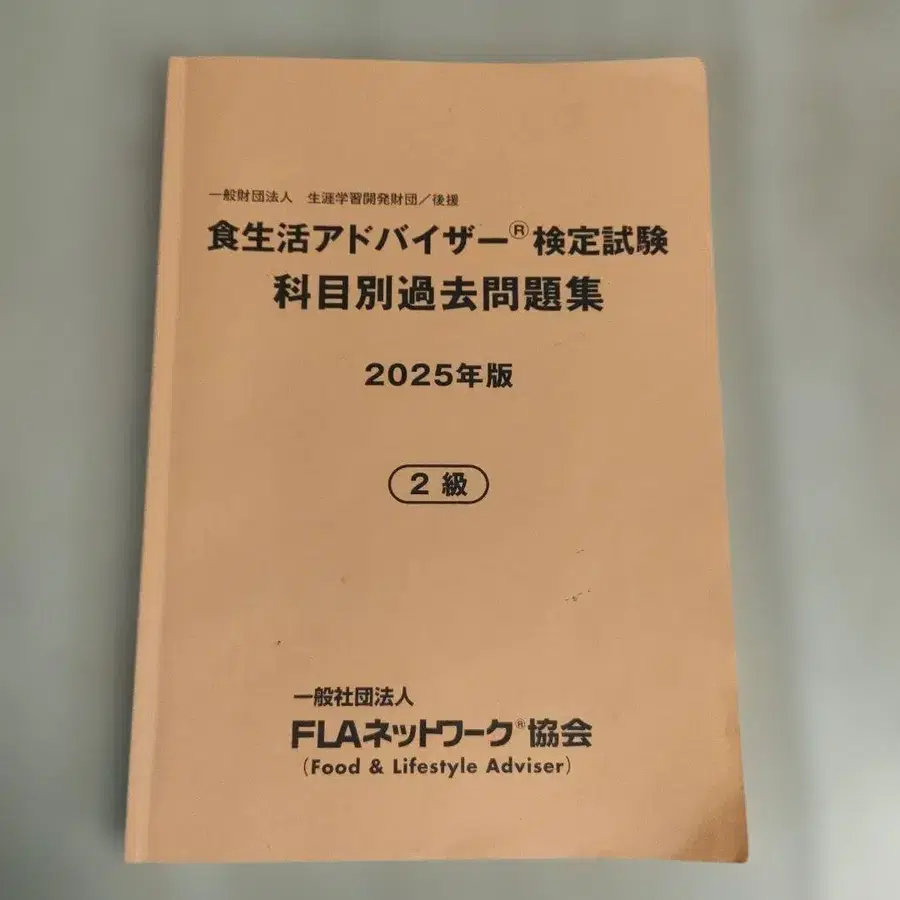 一般財団法人　生涯学習開発財団／後援
食生活アドバイザー®検定試験
科目別過去問題集
2025年版
2 級
一般社団法人
FLAネットワーク®協会
(Food & Lifestyle Adviser)